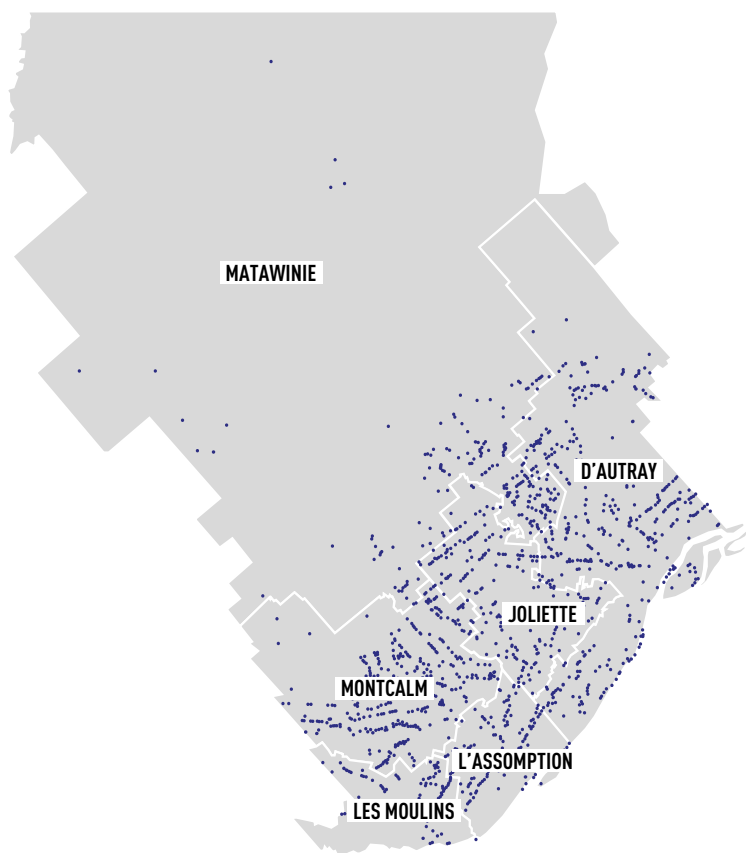 MATAWINIE
D'AUTRAY
JOLIETTE
MONTCALM
L'ASSOMPTION
LES MOULINS